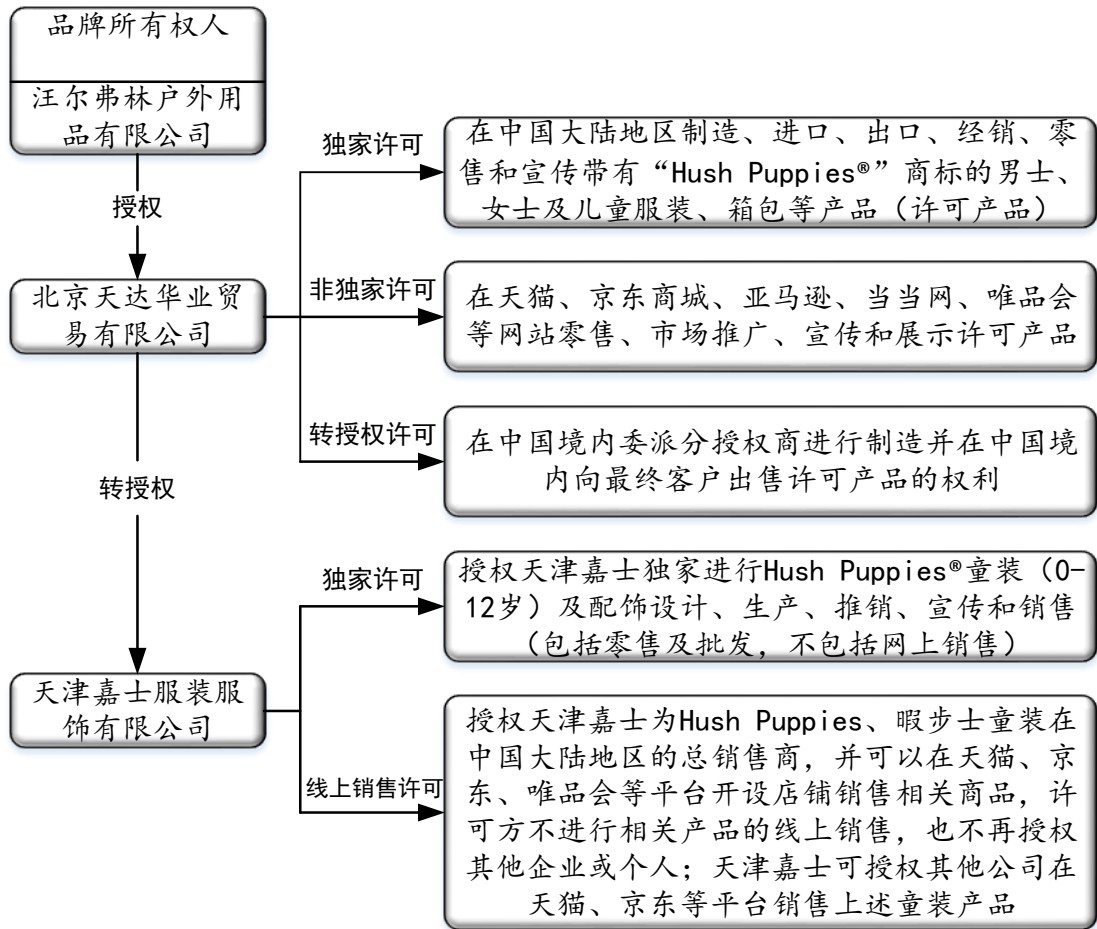 品牌所有权人
汪尔弗林户外用
品有限公司
授权
北京天达华业贸
易有限公司
转授权
天津嘉士服装服
饰有限公司
独家许可
在中国大陆地区制造、进口、出口、经销、零
售和宣传带有“Hush Puppies®”商标的男士、
女士及儿童服装、箱包等产品（许可产品）
非独家许可
在天猫、京东商城、亚马逊、当当网、唯品会
等网站零售、市场推广、宣传和展示许可产品
转授权许可
在中国境内委派分授权商进行制造并在中国境
内向最终客户出售许可产品的权利
独家许可
授权天津嘉士独家进行Hush Puppies®童装（0-
12岁）及配饰设计、生产、推销、宣传和销售
（包括零售及批发，不包括网上销售）
线上销售许可
授权天津嘉士为Hush Puppies、暇步士童装在
中国大陆地区的总销售商，并可以在天猫、京
东、唯品会等平台开设店铺销售相关商品，许
可方不进行相关产品的线上销售，也不再授权
其他企业或个人；天津嘉士可授权其他公司在
天猫、京东等平台销售上述童装产品